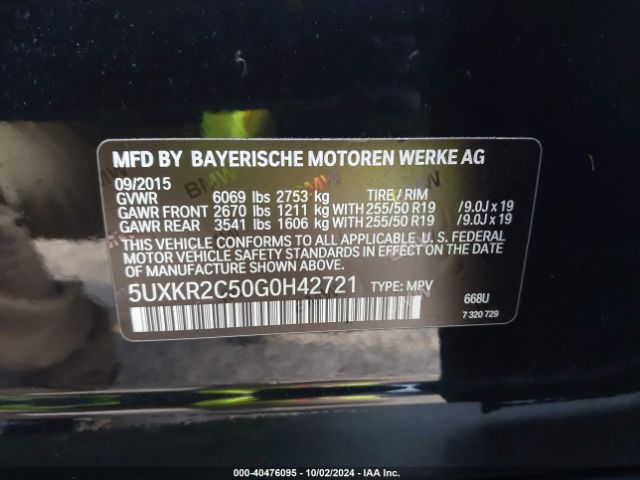 MFD BY BAYERISCHE MOTOREN WERKE AG
09/2015
GVWR 6069 lbs 2753 kg TIRE / RIM
GAWR FRONT 2670 lbs 1211 kg WITH 255/50 R19 /9.0J x 19
GAWR REAR 3541 lbs 1606 kg WITH 255/50 R19 /9.0J x 19
THIS VEHICLE CONFORMS TO ALL APPLICABLE U. S. FEDERAL
MOTOR VEHICLE SAFETY AND THEFT PREVENTION STANDARDS
IN EFFECT ON THE DATE OF MANUFACTURE SHOWN ABOVE.
5UXKR2C50G0H42721 TYPE: MPV
668U
7 320 729
000-40476095 - 10/02/2024 - IAA Inc.